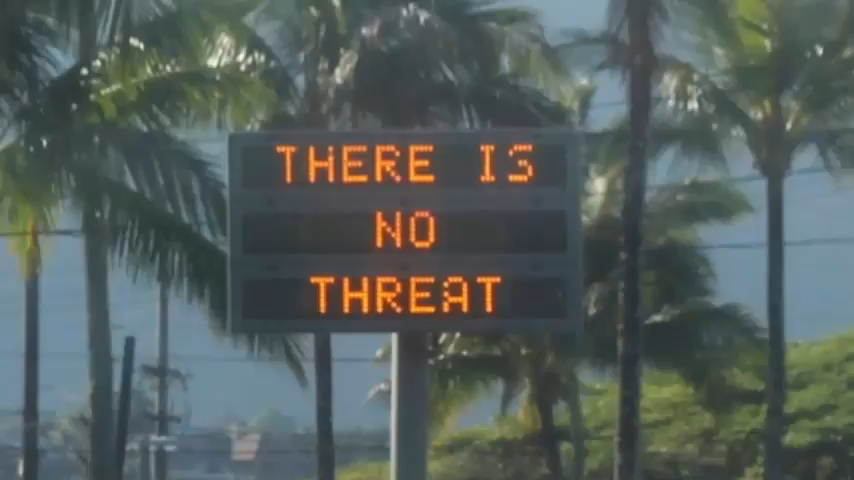 THERE IS
NO
THREAT